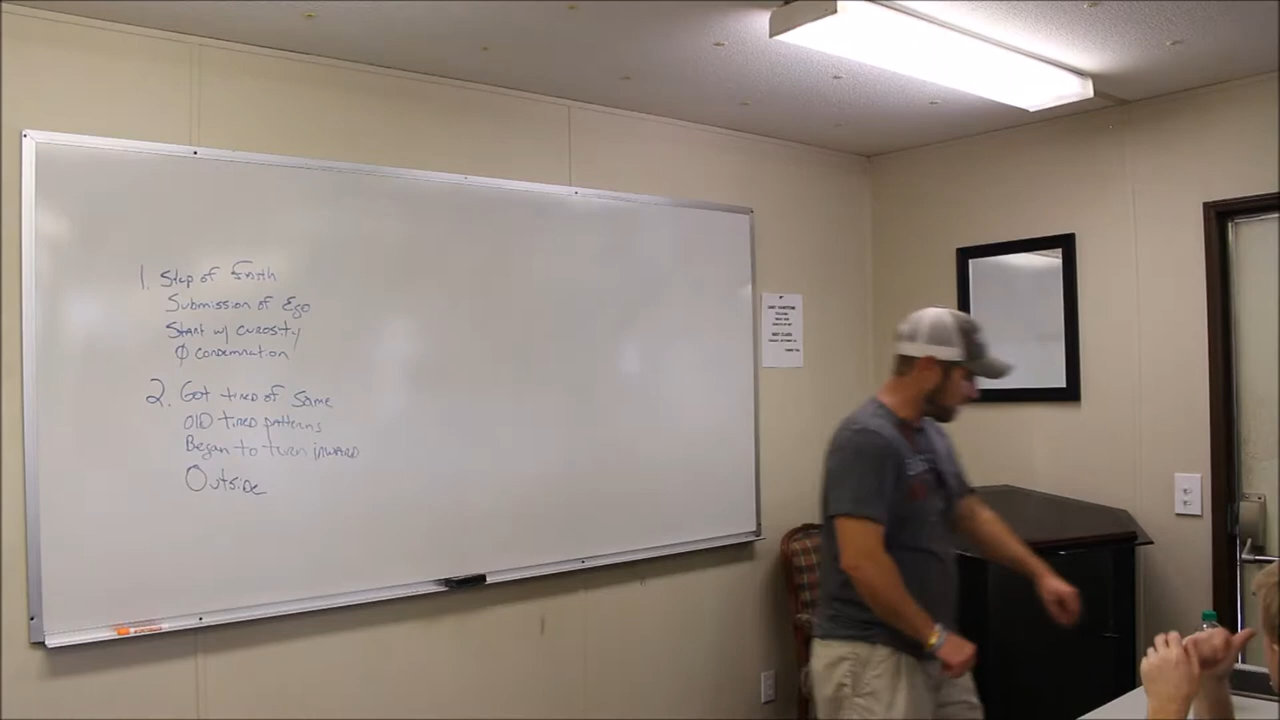 1. Step of Faith
Submission of Ego
Start w/ curosity
Ø condemnation
2. Got tired of Same
OLD tired patterns
Began to turn inward
Outside